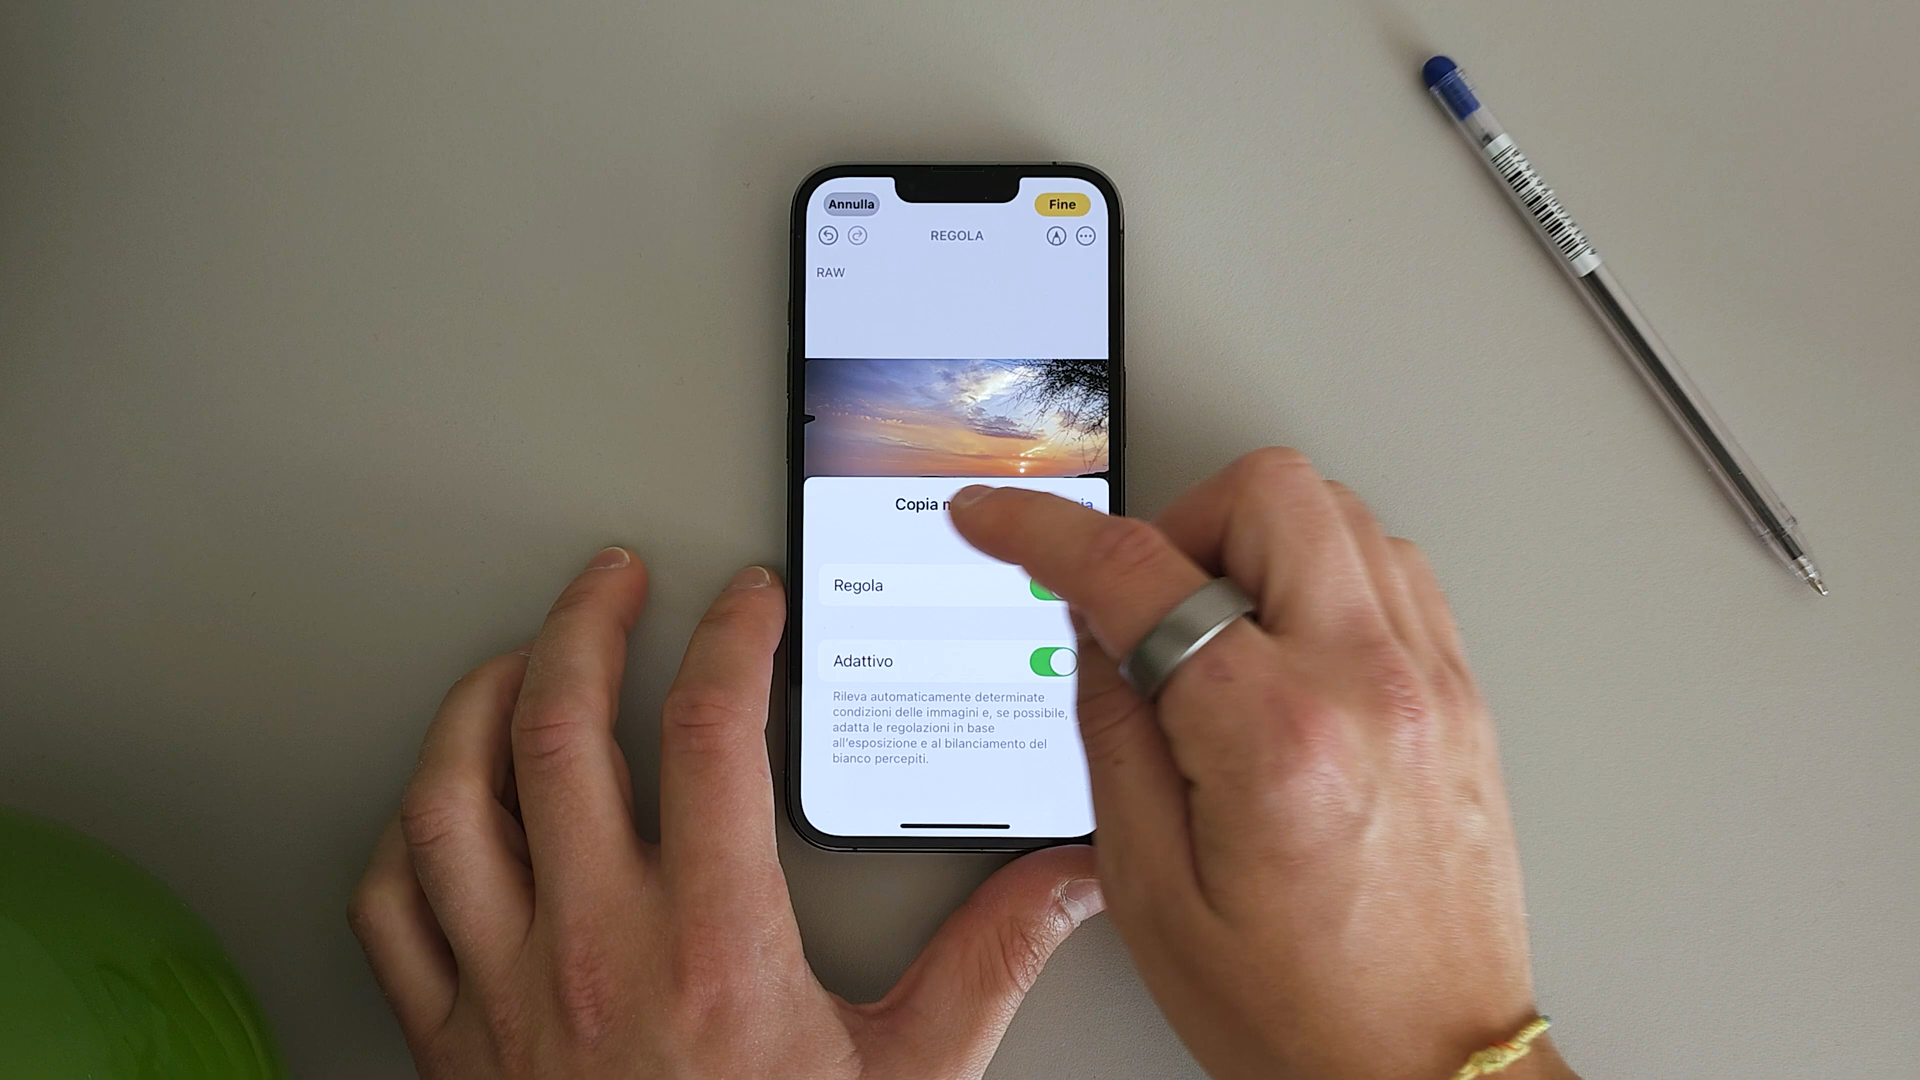 Annulla
Fine
REGOLA
RAW
Copia
Regola
Adattivo
Rileva automaticamente determinate
condizioni delle immagini e, se possibile,
adatta le regolazioni in base
all'esposizione e al bilanciamento del
bianco percepiti.